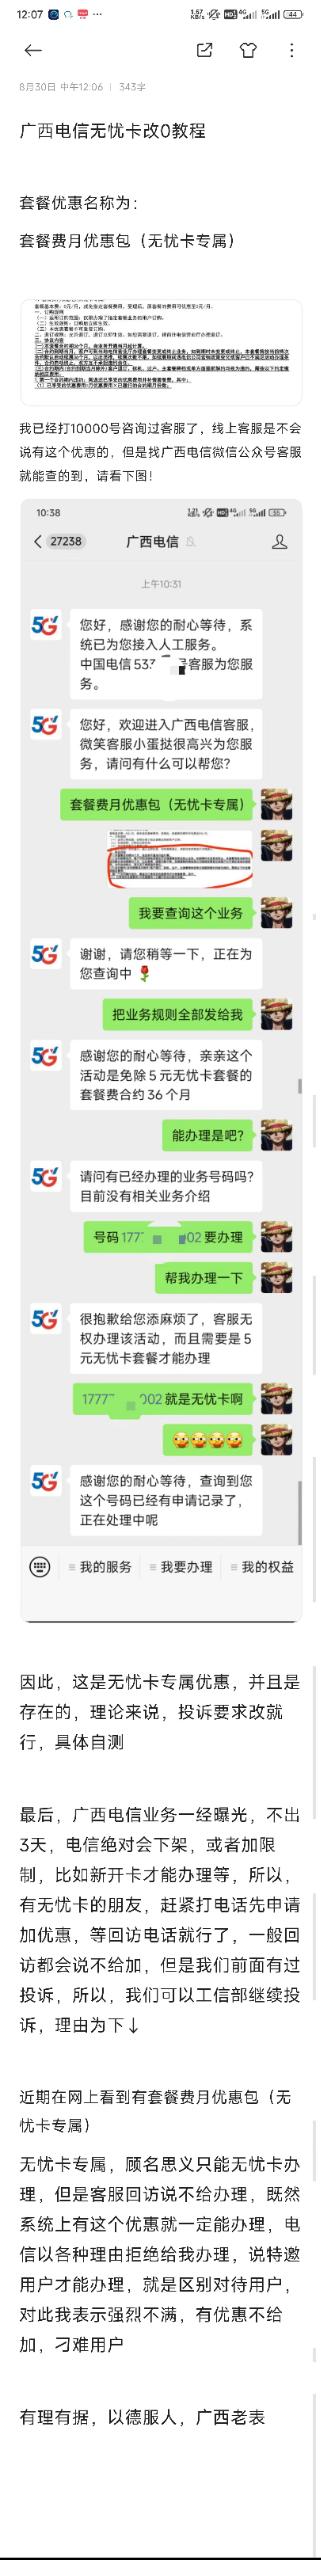 12:07
44
8月30日 中午12:06 | 343字
广西电信无忧卡改0教程
套餐优惠名称为：
套餐费月优惠包（无忧卡专属）
我已经打10000号咨询过客服了，线上客服是不会
说有这个优惠的，但是找广西电信微信公众号客服
就能查的到，请看下图！
10:38
27238
广西电信
上午10:31
您好，感谢您的耐心等待，系
统已为您接入人工服务。
中国电信 53 号客服为您服
务。
您好，欢迎进入广西电信客服，
微笑客服小蛋挞很高兴为您服
务，请问有什么可以帮您？
套餐费月优惠包（无忧卡专属）
我要查询这个业务
谢谢，请您稍等一下，正在为
您查询中 🌹
把业务规则全部发给我
感谢您的耐心等待，亲亲这个
活动是免除 5 元无忧卡套餐的
套餐费合约 36 个月
能办理是吧？
请问有已经办理的业务号码吗？
目前没有相关业务介绍
号码 177 02 要办理
帮我办理一下
很抱歉给您添麻烦了，客服无
权办理该活动，而且需要是 5
元无忧卡套餐才能办理
1777 002 就是无忧卡啊
感谢您的耐心等待，查询到您
这个号码已经有申请记录了，
正在处理中呢
我的服务 我要办理 我的权益
因此，这是无忧卡专属优惠，并且是
存在的，理论来说，投诉要求改就
行，具体自测
最后，广西电信业务一经曝光，不出
3天，电信绝对会下架，或者加限
制，比如新开卡才能办理等，所以，
有无忧卡的朋友，赶紧打电话先申请
加优惠，等回访电话就行了，一般回
访都会说不给加，但是我们前面有过
投诉，所以，我们可以工信部继续投
诉，理由为下↓
近期在网上看到有套餐费月优惠包（无
忧卡专属）
无忧卡专属，顾名思义只能无忧卡办
理，但是客服回访说不给办理，既然
系统上有这个优惠就一定能办理，电
信以各种理由拒绝给我办理，说特邀
用户才能办理，就是区别对待用户，
对此我表示强烈不满，有优惠不给
加，刁难用户
有理有据，以德服人，广西老表